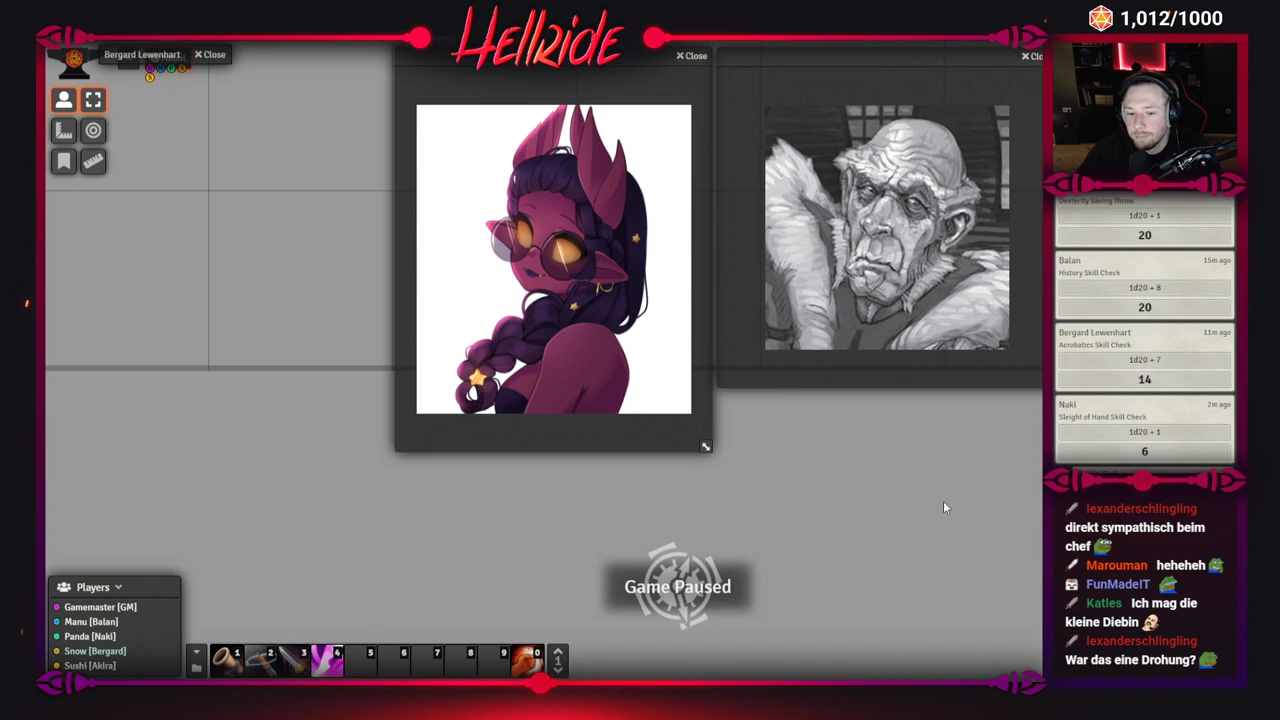 HellRide
1,012/1000
Bergard Lewenhart
Close
Close
Clo
Dexterity Saving Throw
1d20 + 1
20
Balan
15m ago
History Skill Check
1d20 + 8
20
Bergard Lewenhart
11m ago
Acrobatics Skill Check
1d20 + 7
14
Naki
2m ago
Sleight of Hand Skill Check
1d20 + 1
6
lexanderschlingling
direkt sympathisch beim
chef
Marouman heheheh
FunMadeIT
Katles Ich mag die
kleine Diebin
lexanderschlingling
War das eine Drohung?
Game Paused
Players
Gamemaster [GM]
Manu [Balan]
Panda [Naki]
Snow [Bergard]
Sushi [Akira]
1 2 3 4 5 6 7 8 9 0
1